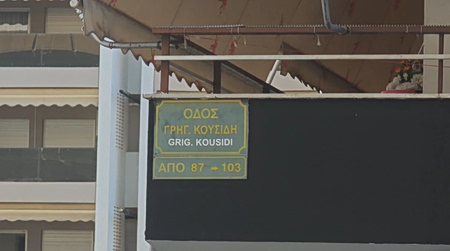 ΟΔΟΣ
ΓΡΗΓ. ΚΟΥΣΙΔΗ
GRIG. KOUSIDI
ΑΠΟ 87 ➡ 103